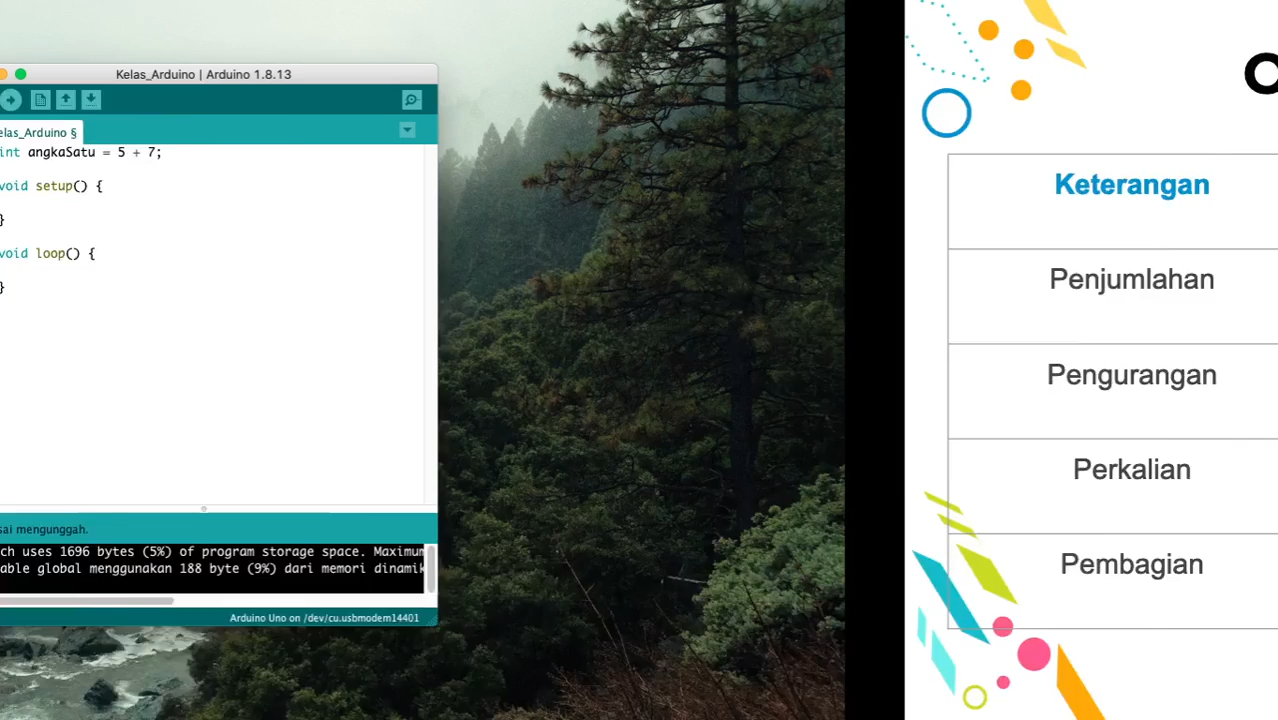 Kelas_Arduino | Arduino 1.8.13
elas_Arduino §
int angkaSatu = 5 + 7;
void setup() {
}
void loop() {
}
sai mengunggah.
ch uses 1696 bytes (5%) of program storage space. Maximum
able global menggunakan 188 byte (9%) dari memori dinamik
Arduino Uno on /dev/cu.usbmodem14401
O
Keterangan
Penjumlahan
Pengurangan
Perkalian
Pembagian